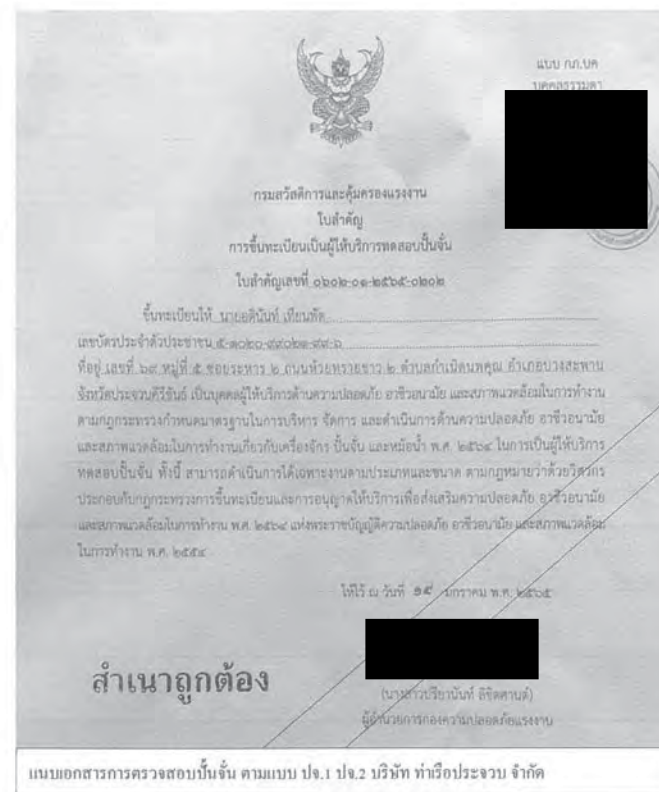 แบบ กภ.บค
บุคคลธรรมดา
กรมสวัสดิการและคุ้มครองแรงงาน
ใบสำคัญ
การขึ้นทะเบียนเป็นผู้ให้บริการทดสอบปั้นจั่น
ใบสำคัญเลขที่ ๐๖๐๒-๐๑-๒๕๖๕-๐๒๐๒
ขึ้นทะเบียนให้ นายอตินันท์ เทียนทัด
เลขบัตรประจำตัวประชาชน
ที่อยู่ เลขที่ ๖๙ หมู่ที่ ๕ ซอยระหาร ๒ ถนนห้วยทรายขาว ๒ ตำบลกำเนิดนพคุณ อำเภอบางสะพาน
จังหวัดประจวบคีรีขันธ์ เป็นบุคคลผู้ให้บริการด้านความปลอดภัย อาชีวอนามัย และสภาพแวดล้อมในการทำงาน
ตามกฎกระทรวงกำหนดมาตรฐานในการบริหาร จัดการ และดำเนินการด้านความปลอดภัย อาชีวอนามัย
และสภาพแวดล้อมในการทำงานเกี่ยวกับเครื่องจักร ปั้นจั่น และหม้อน้ำ พ.ศ. ๒๕๖๔ ในการเป็นผู้ให้บริการ
ทดสอบปั้นจั่น ทั้งนี้ สามารถดำเนินการได้เฉพาะงานตามประเภทและขนาด ตามกฎหมายว่าด้วยวิศวกร
ประกอบกับกฎกระทรวงการขึ้นทะเบียนและการอนุญาตให้บริการเพื่อส่งเสริมความปลอดภัย อาชีวอนามัย
และสภาพแวดล้อมในการทำงาน พ.ศ. ๒๕๖๔ แห่งพระราชบัญญัติความปลอดภัย อาชีวอนามัย และสภาพแวดล้อม
ในการทำงาน พ.ศ. ๒๕๕๔
ให้ไว้ ณ วันที่ ๑๙ มกราคม พ.ศ. ๒๕๖๕
สำเนาถูกต้อง
(นางสาวปรียานันท์ ลิขิตศานต์)
ผู้อำนวยการกองความปลอดภัยแรงงาน
แนบเอกสารการตรวจสอบปั้นจั่น ตามแบบ ปจ.1 ปจ.2 บริษัท ท่าเรือประจวบ จำกัด